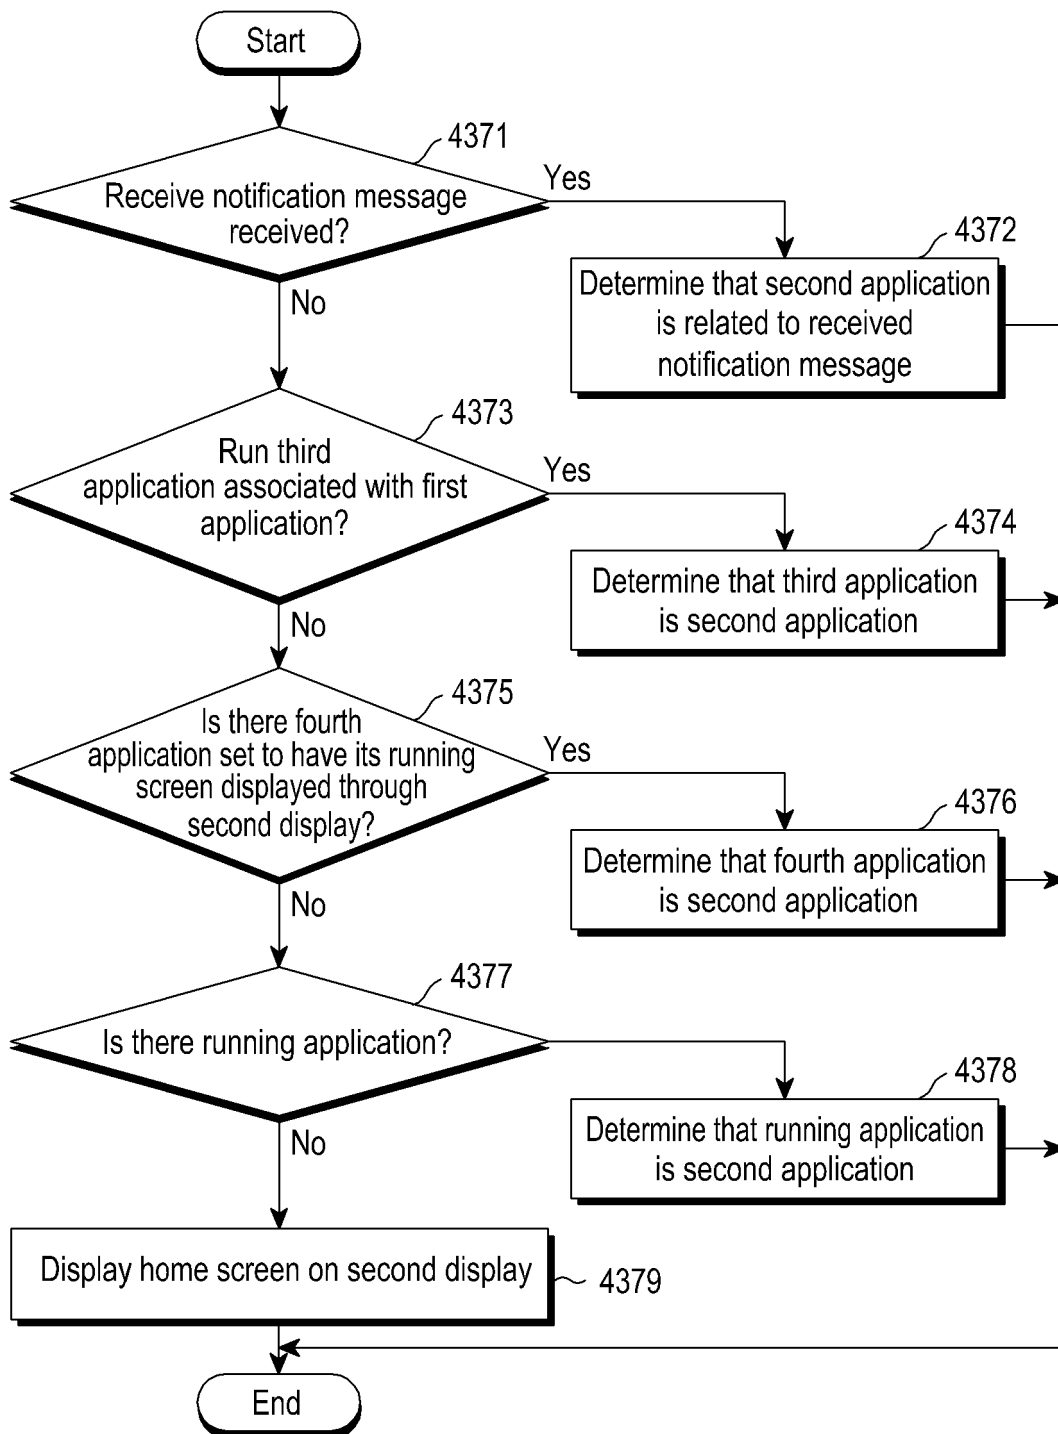 Start
4371
Receive notification message
received?
Yes
No
4372
Determine that second application
is related to received
notification message
4373
Run third
application associated with first
application?
Yes
No
4374
Determine that third application
is second application
4375
Is there fourth
application set to have its running
screen displayed through
second display?
Yes
No
4376
Determine that fourth application
is second application
4377
Is there running application?
No
4378
Determine that running application
is second application
Display home screen on second display
4379
End